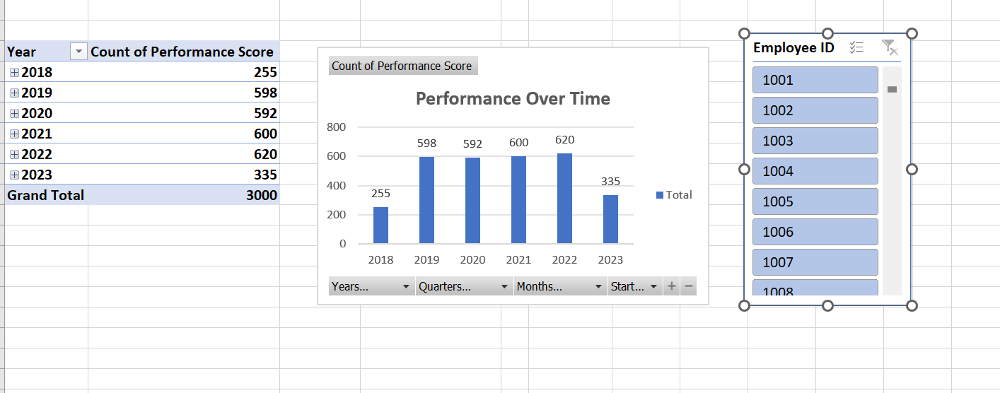 Year Count of Performance Score
2018 255
2019 598
2020 592
2021 600
2022 620
2023 335
Grand Total 3000
Count of Performance Score
Performance Over Time
800
600
400
200
0
255 598 592 600 620 335
2018 2019 2020 2021 2022 2023
Total
Years... Quarters... Months... Start...
Employee ID
1001
1002
1003
1004
1005
1006
1007
1008